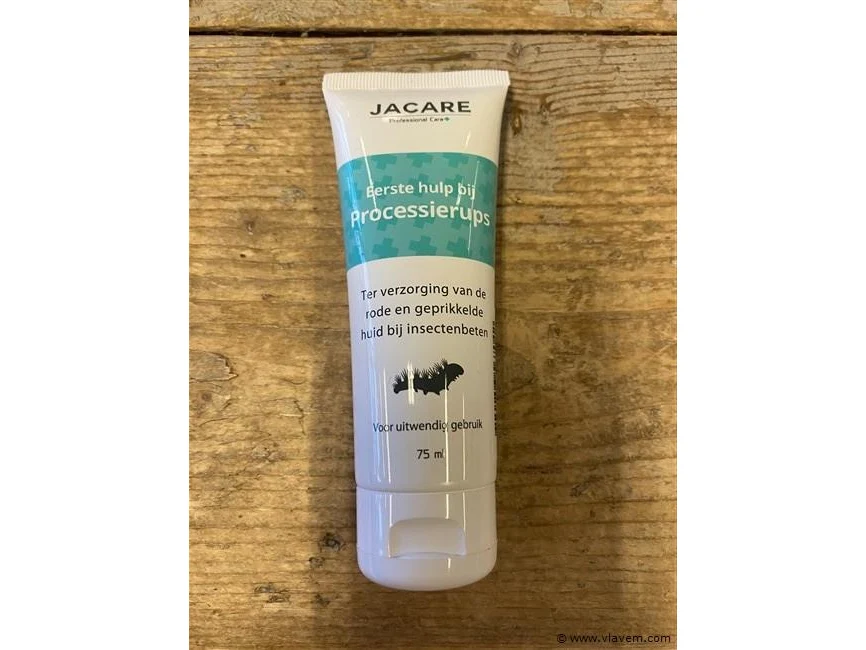 JACARE
Professional Care+
Eerste hulp bij
Processierups
Ter verzorging van de
rode en geprikkelde
huid bij insectenbeten
Voor uitwendig gebruik
75 ml
© www.vlavem.com